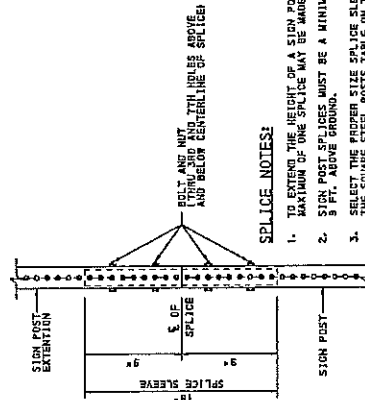 SIGN POST
EXTENTION
BOLT AND NUT
(THRU 3RD AND 7TH HOLES ABOVE
AND BELOW CENTERLINE OF SPLICE)
℄ OF
SPLICE
9"
9"
18"
SPLICE SLEEVE
SIGN POST
SPLICE NOTES:
1. TO EXTEND THE HEIGHT OF A SIGN PO
MAXIMUM OF ONE SPLICE MAY BE MADE
2. SIGN POST SPLICES MUST BE A MINIM
9 FT. ABOVE GROUND.
3. SELECT THE PROPER SIZE SPLICE SLE
THE SQUARE STEEL POSTS TABLE ON T